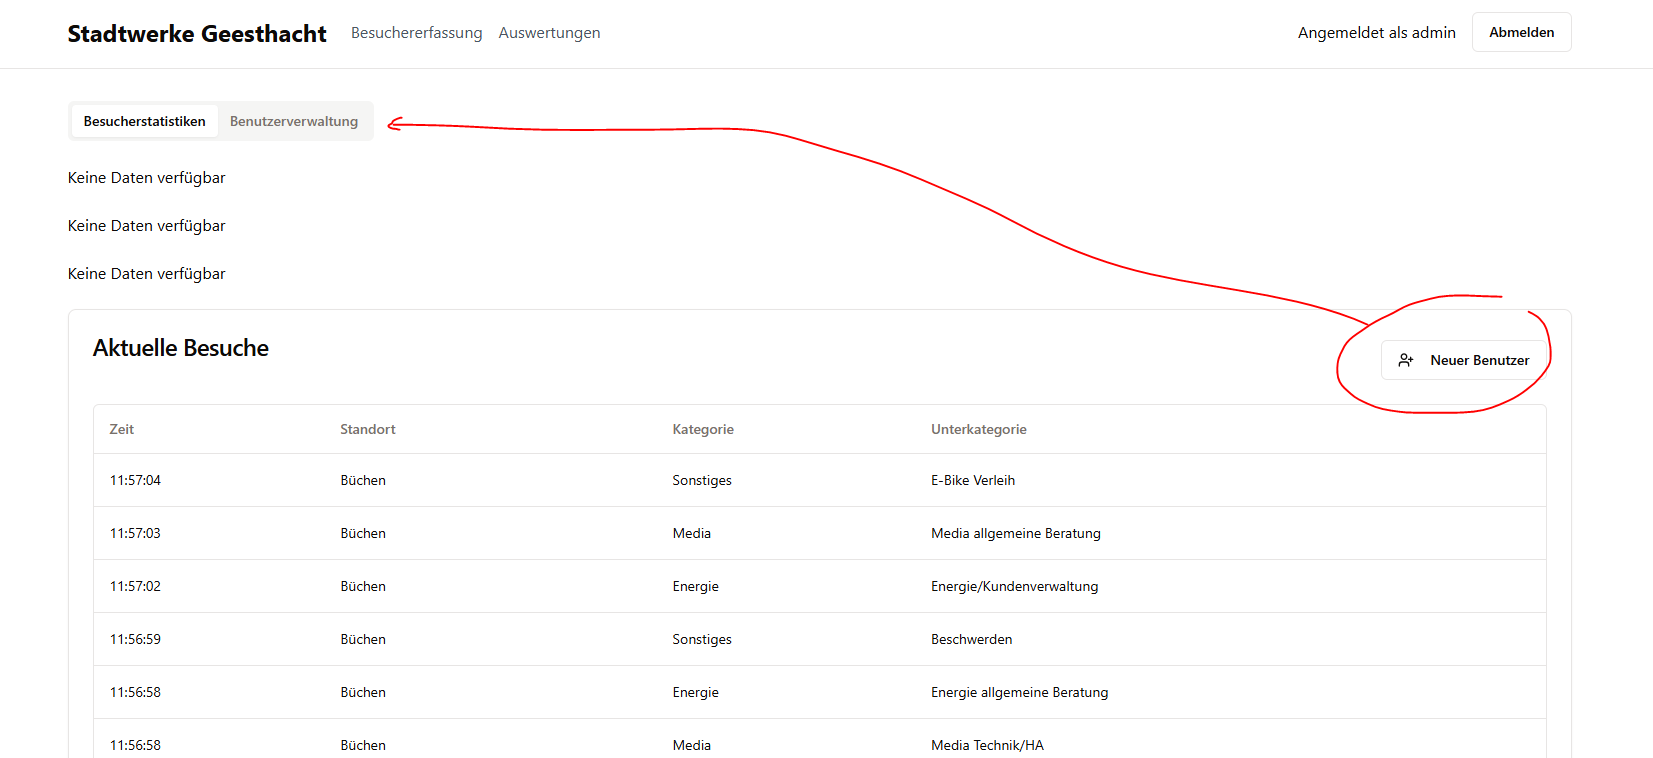 Stadtwerke Geesthacht Besuchererfassung Auswertungen Angemeldet als admin Abmelden
Besucherstatistiken Benutzerverwaltung
Keine Daten verfügbar
Keine Daten verfügbar
Keine Daten verfügbar
Aktuelle Besuche
Neuer Benutzer
Zeit Standort Kategorie Unterkategorie
11:57:04 Büchen Sonstiges E-Bike Verleih
11:57:03 Büchen Media Media allgemeine Beratung
11:57:02 Büchen Energie Energie/Kundenverwaltung
11:56:59 Büchen Sonstiges Beschwerden
11:56:58 Büchen Energie Energie allgemeine Beratung
11:56:58 Büchen Media Media Technik/HA